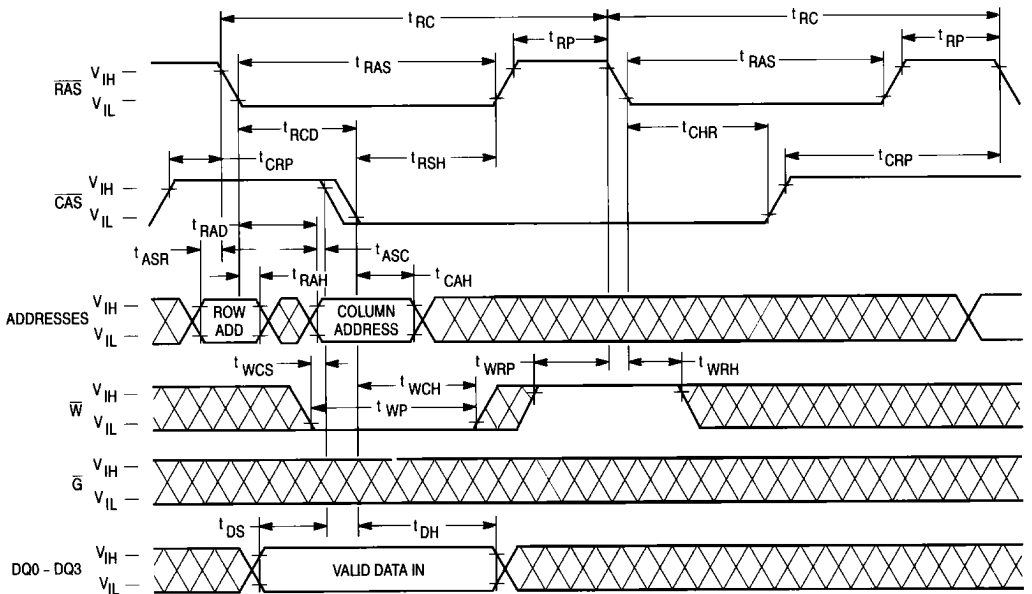 t RC t RC
t RP t RP
t RAS t RAS
RAS V IH
V IL
t RCD t CHR
t CRP t RSH t CRP
CAS V IH
V IL
t RAD
t ASR t ASC
t RAH t CAH
ADDRESSES V IH
V IL
ROW ADD
COLUMN ADDRESS
t WCS t WCH t WRP t WRH
t WP
W V IH
V IL
G V IH
V IL
t DS t DH
DQ0 – DQ3 V IH
V IL
VALID DATA IN